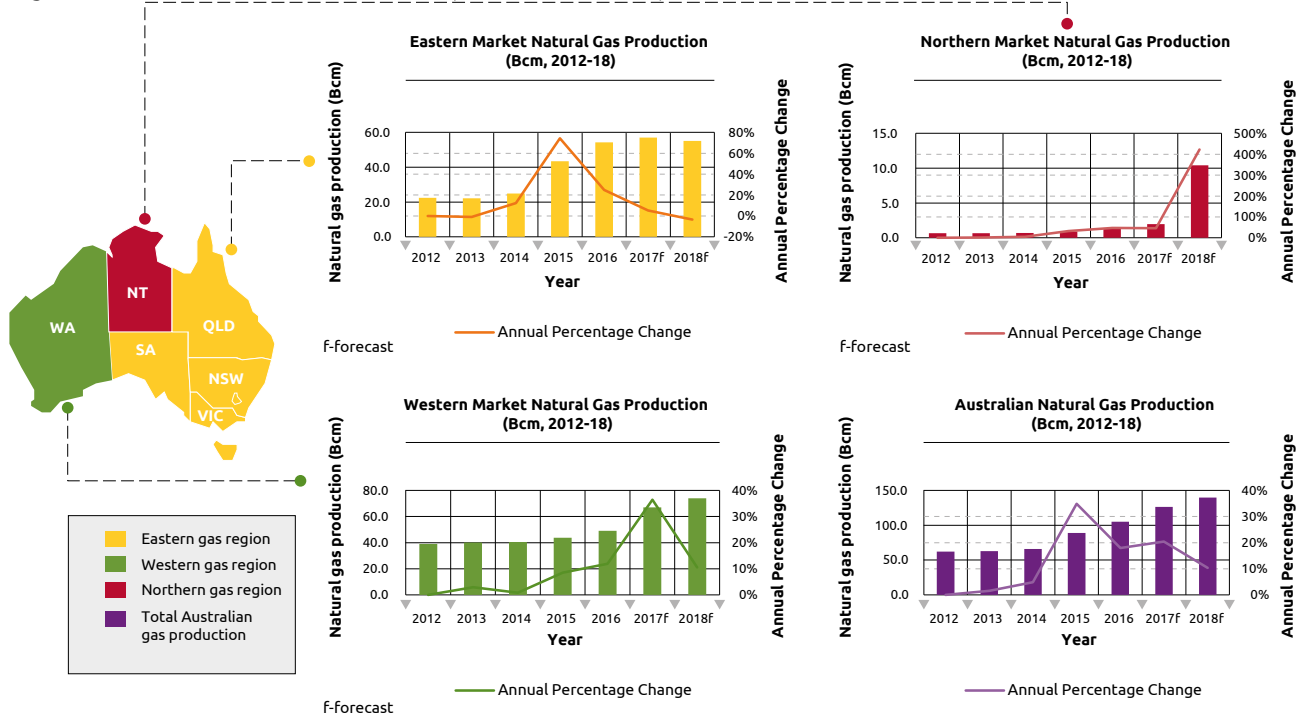 Eastern Market Natural Gas Production
(Bcm, 2012-18)
Natural gas production (Bcm)
Annual Percentage Change
60.0
40.0
20.0
0.0
80%
60%
40%
20%
0%
-20%
2012 2013 2014 2015 2016 2017f 2018f
Year
Annual Percentage Change
f-forecast
Northern Market Natural Gas Production
(Bcm, 2012-18)
Natural gas production (Bcm)
Annual Percentage Change
15.0
10.0
5.0
0.0
500%
400%
300%
200%
100%
0%
2012 2013 2014 2015 2016 2017f 2018f
Year
Annual Percentage Change
f-forecast
NT
WA
QLD
SA
NSW
VIC
Western Market Natural Gas Production
(Bcm, 2012-18)
Natural gas production (Bcm)
Annual Percentage Change
80.0
60.0
40.0
20.0
0.0
40%
30%
20%
10%
0%
2012 2013 2014 2015 2016 2017f 2018f
Year
Annual Percentage Change
f-forecast
Australian Natural Gas Production
(Bcm, 2012-18)
Natural gas production (Bcm)
Annual Percentage Change
150.0
100.0
50.0
0.0
40%
30%
20%
10%
0%
2012 2013 2014 2015 2016 2017f 2018f
Year
Annual Percentage Change
Eastern gas region
Western gas region
Northern gas region
Total Australian
gas production